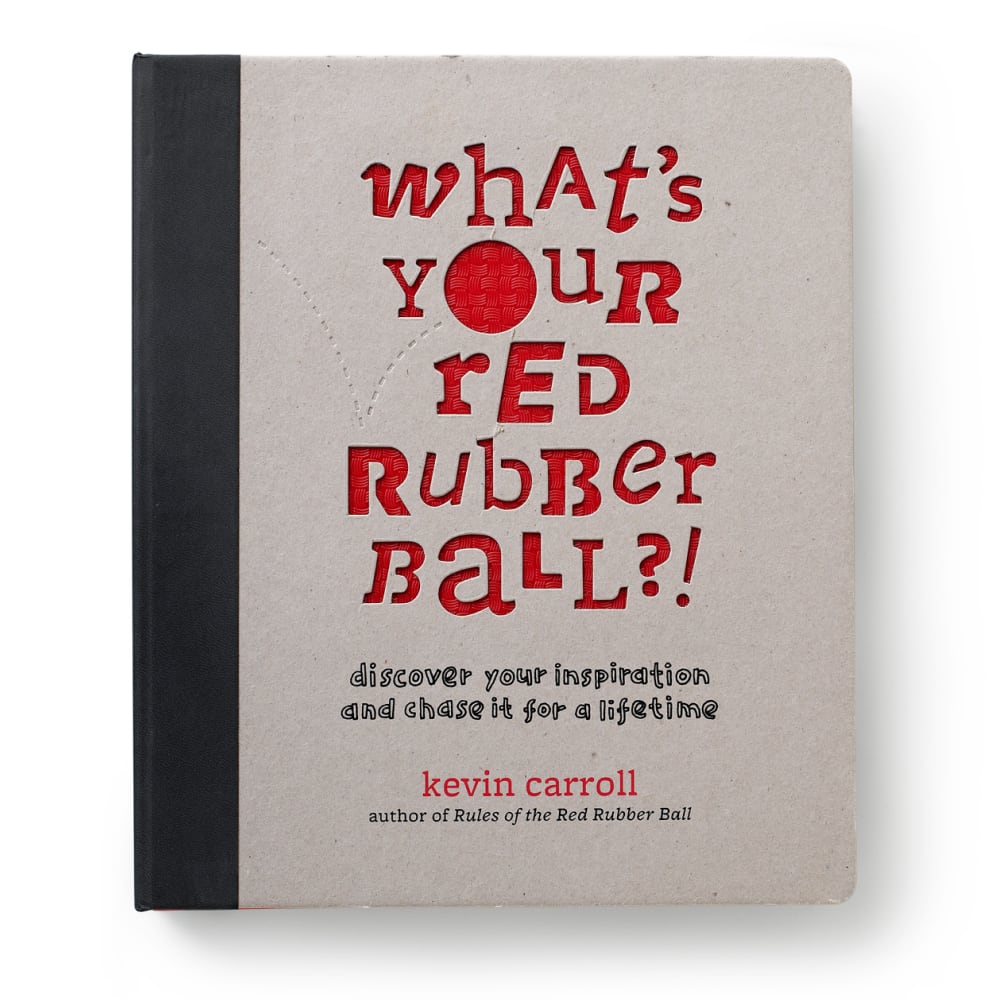 whAt's
YOuR
rED
RubBer
BaLL?!
discover your inspiration
and chase it for a lifetime
kevin carroll
author of Rules of the Red Rubber Ball